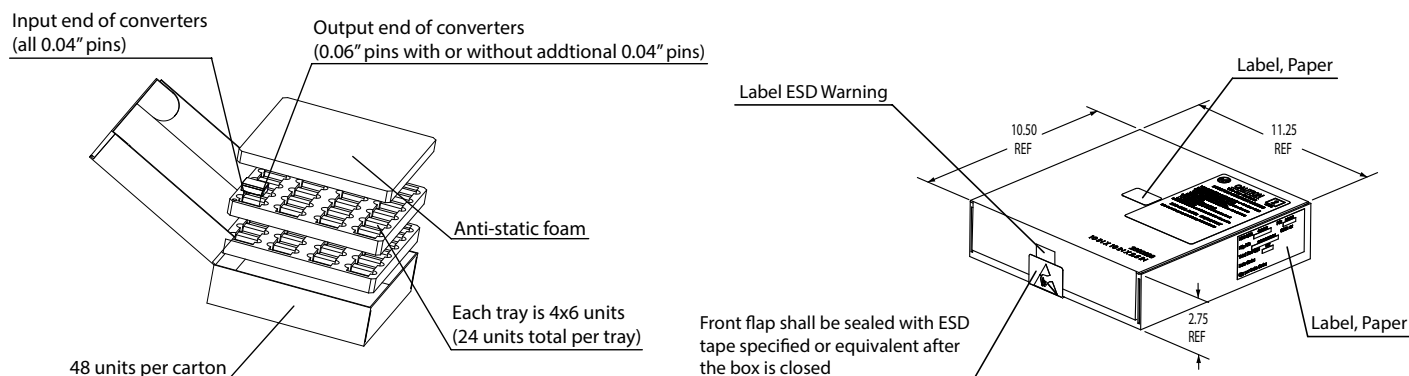 Input end of converters
(all 0.04” pins)
Output end of converters
(0.06” pins with or without addtional 0.04” pins)
Anti-static foam
Each tray is 4x6 units
(24 units total per tray)
48 units per carton
Label, Paper
Label ESD Warning
10.50
REF
11.25
REF
2.75
REF
Label, Paper
Front flap shall be sealed with ESD
tape specified or equivalent after
the box is closed